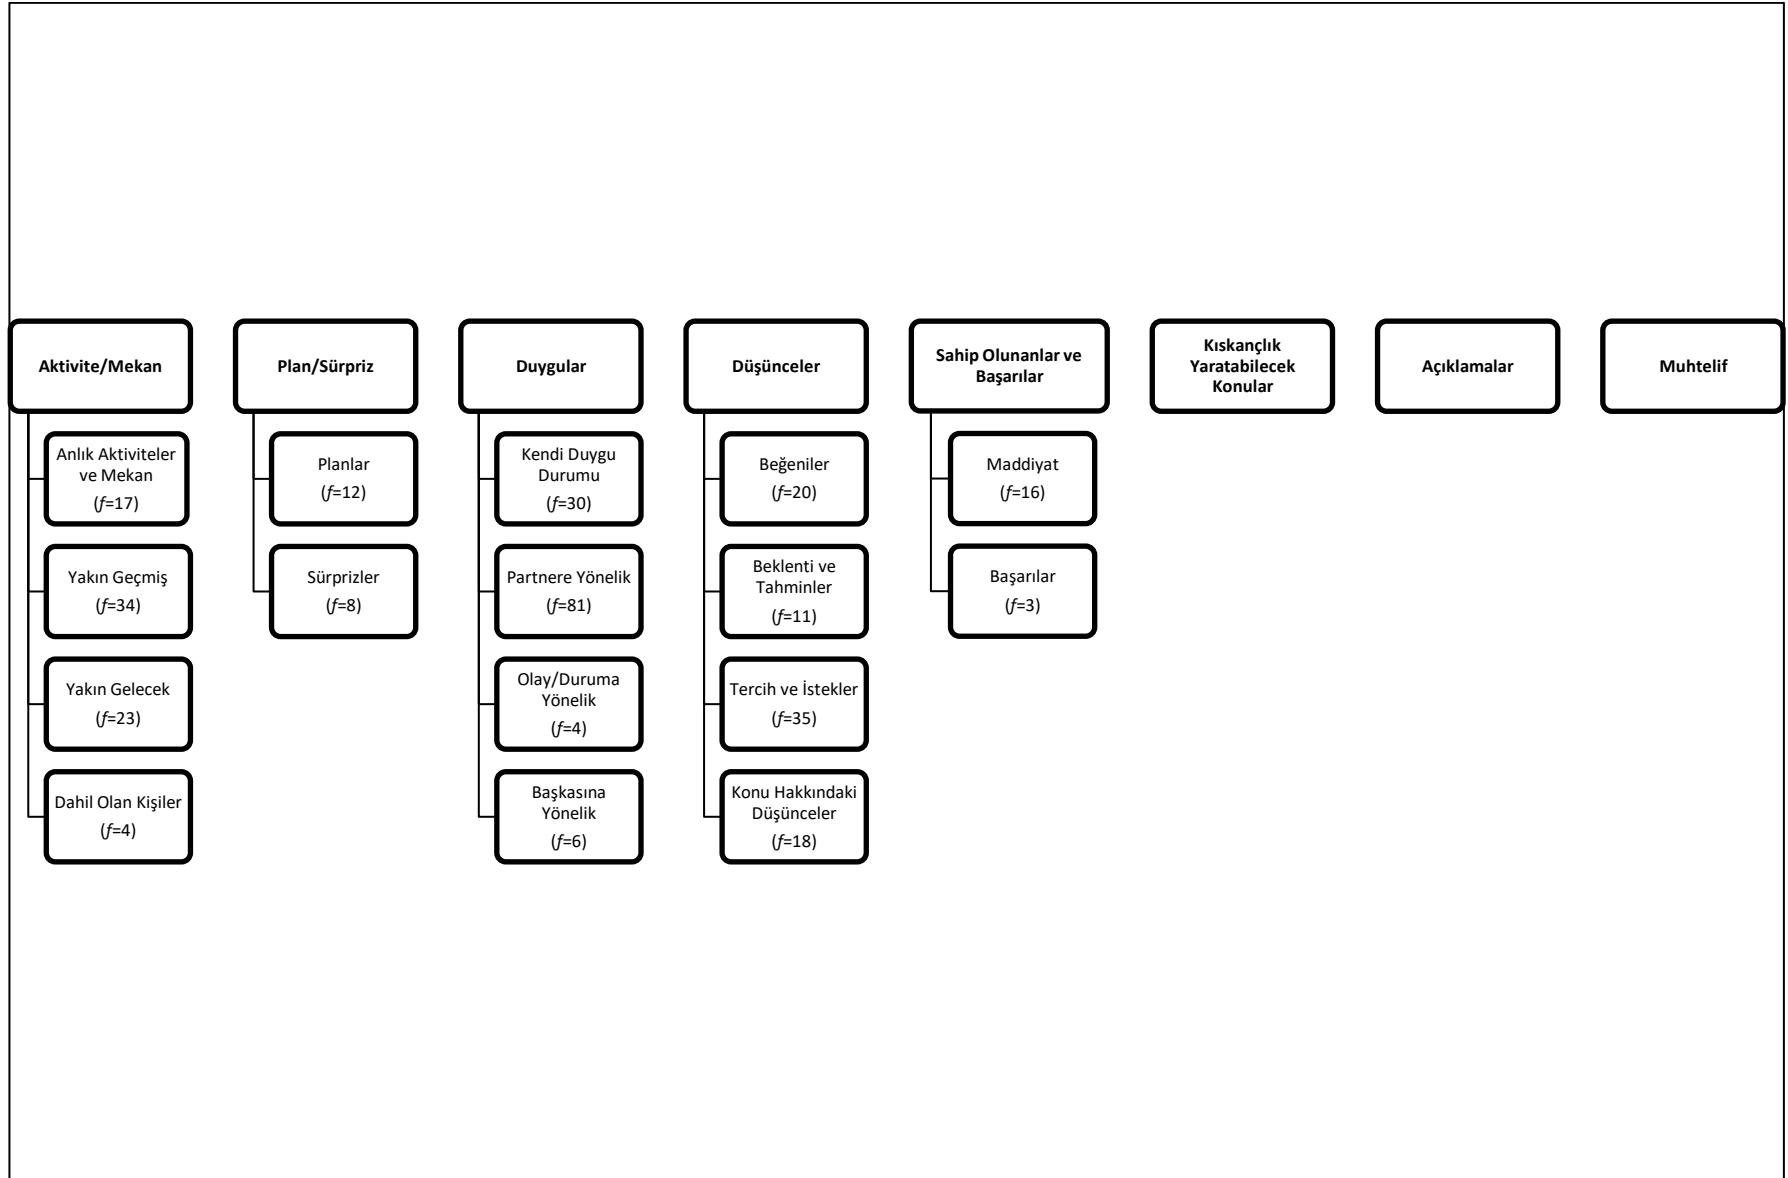 Aktivite/Mekan
Anlık Aktiviteler
ve Mekan
(f=17)
Yakın Geçmiş
(f=34)
Yakın Gelecek
(f=23)
Dahil Olan Kişiler
(f=4)
Plan/Sürpriz
Planlar
(f=12)
Sürprizler
(f=8)
Duygular
Kendi Duygu
Durumu
(f=30)
Partnere Yönelik
(f=81)
Olay/Duruma
Yönelik
(f=4)
Başkasına
Yönelik
(f=6)
Düşünceler
Beğeniler
(f=20)
Beklenti ve
Tahminler
(f=11)
Tercih ve İstekler
(f=35)
Konu Hakkındaki
Düşünceler
(f=18)
Sahip Olunanlar ve
Başarılar
Maddiyat
(f=16)
Başarılar
(f=3)
Kıskançlık
Yaratabilecek
Konular
Açıklamalar
Muhtelif